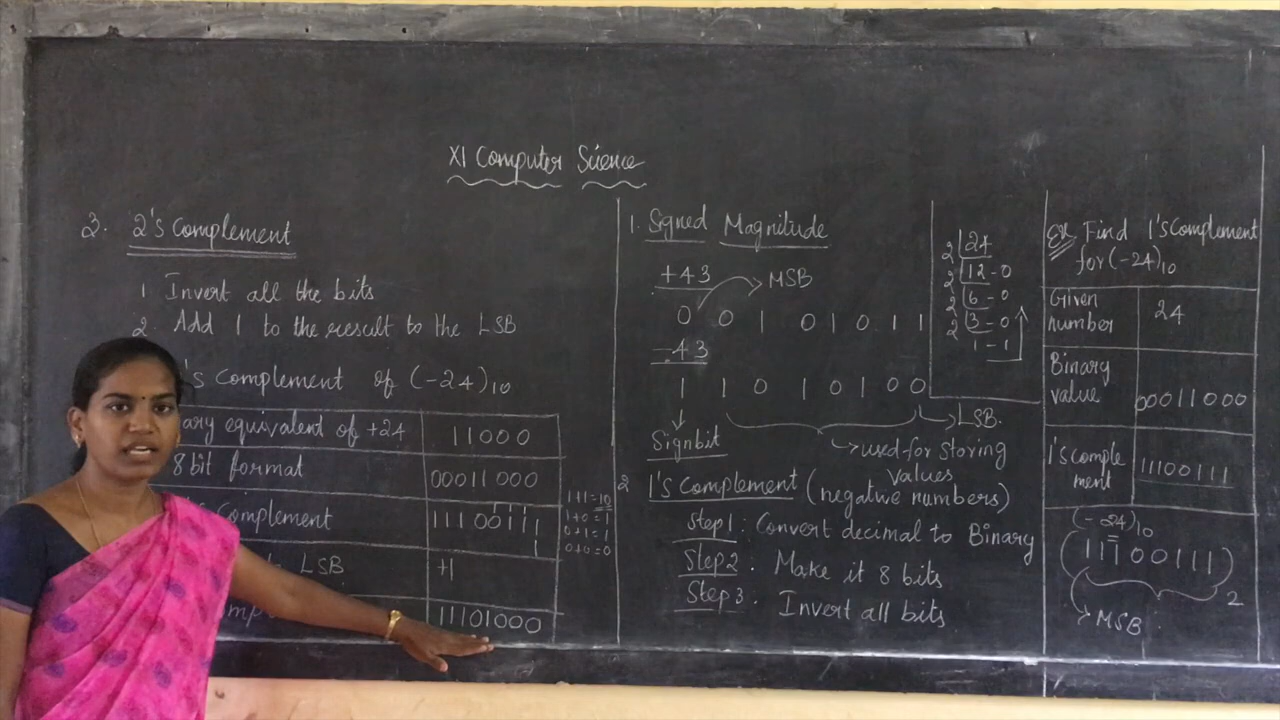 XI Computer Science
3. 2's Complement
1 Invert all the bits
2. Add 1 to the result to the LSB
's complement of (-24)10
ary equivalent of +24 11000
8 bit format 00011000
complement 11100111
1
LSB +1
11101000
1+1=10
1+0=1
0+1=1
0+0=0
1. Signed Magnitude
+43 MSB
0 0 1 0 1 0 1 1
-43
1 1 0 1 0 1 0 0
LSB.
Signbit
used for storing
values
2 1's Complement (negative numbers)
Step1: Convert decimal to Binary
Step2: Make it 8 bits
Step3: Invert all bits
2 24
2 12-0
2 6-0
2 3-0
1-1
Ex Find 1's Complement
for (-24)10
Given
number 24
Binary
value 00011000
1's comple
ment 11100111
(-24)10
(11100111)2
MSB